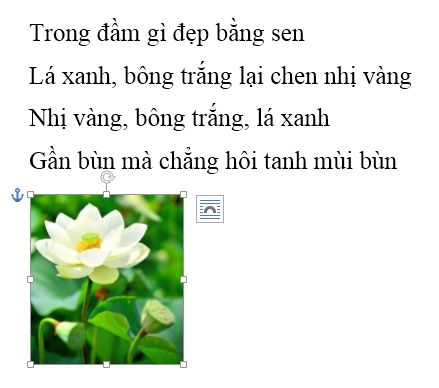 Trong đầm gì đẹp bằng sen
Lá xanh, bông trắng lại chen nhị vàng
Nhị vàng, bông trắng, lá xanh
Gần bùn mà chẳng hôi tanh mùi bùn